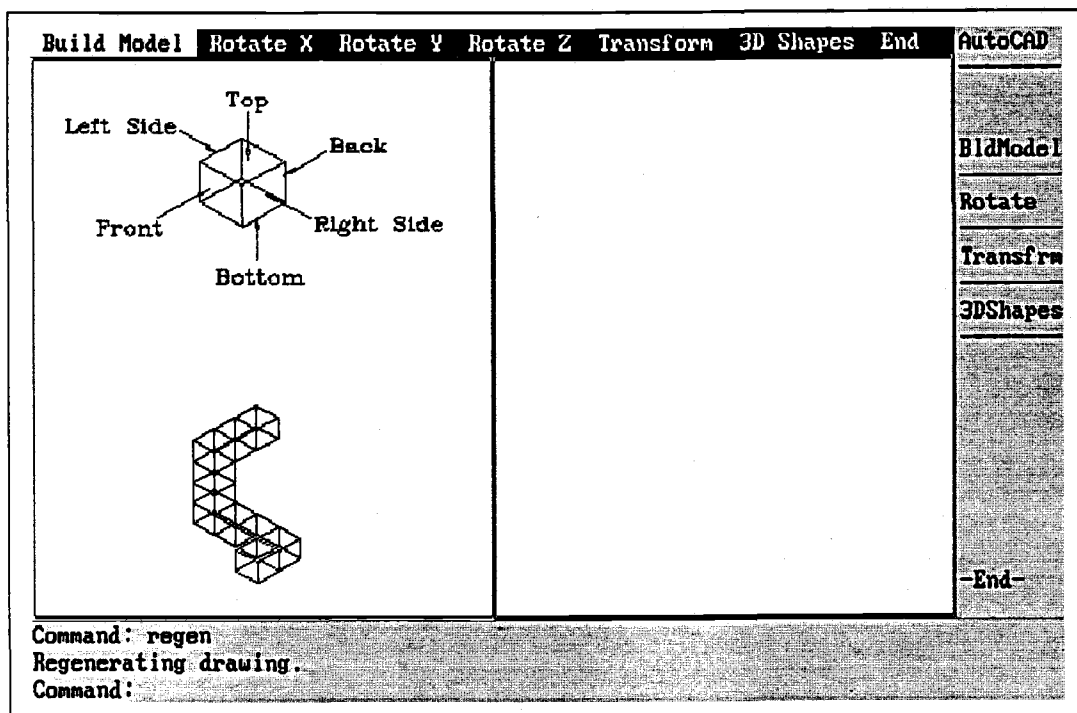 Build Model Rotate X Rotate Y Rotate Z Transform 3D Shapes End AutoCAD
Top
Left Side
Back
Front
Right Side
Bottom
BldModel
Rotate
Transfrm
3DShapes
-End-
Command: regen
Regenerating drawing.
Command: